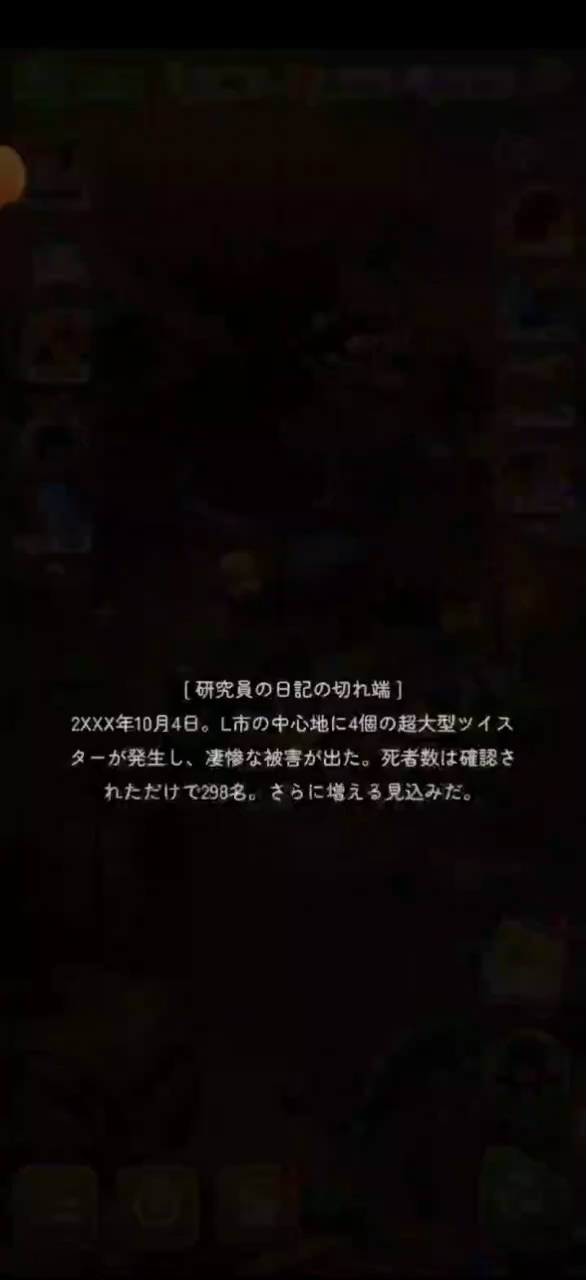 [ 研究員の日記の切れ端 ]
2XXX年10月4日。L市の中心地に4個の超大型ツイス
ターが発生し、凄惨な被害が出た。死者数は確認さ
れただけで298名。さらに増える見込みだ。